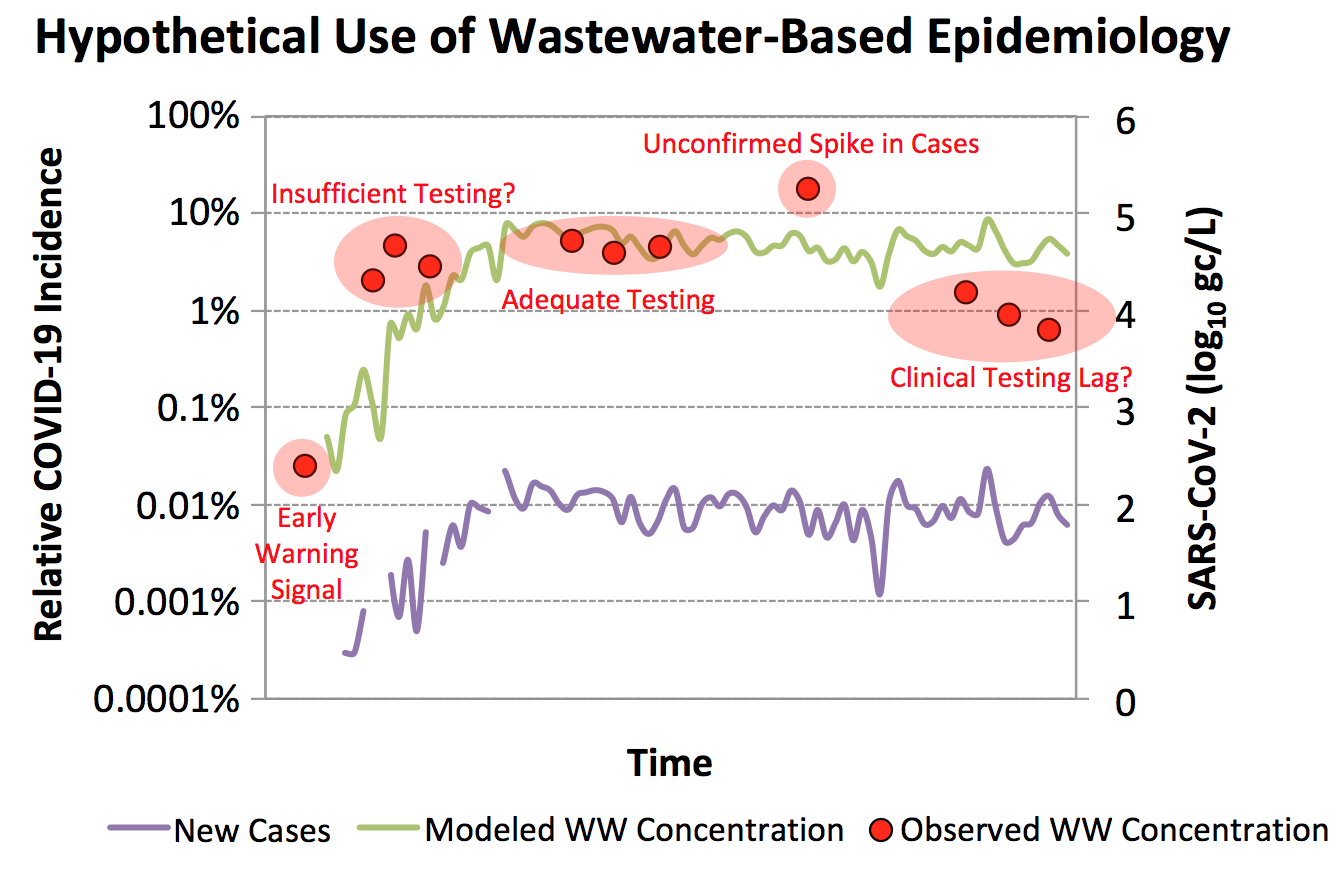 Hypothetical Use of Wastewater-Based Epidemiology
Relative COVID-19 Incidence
100%
10%
1%
0.1%
0.01%
0.001%
0.0001%
Unconfirmed Spike in Cases
Insufficient Testing?
Adequate Testing
Clinical Testing Lag?
Early
Warning
Signal
6
5
4
3
2
1
0
SARS-CoV-2 (log₁₀ gc/L)
Time
New Cases
Modeled WW Concentration
Observed WW Concentration